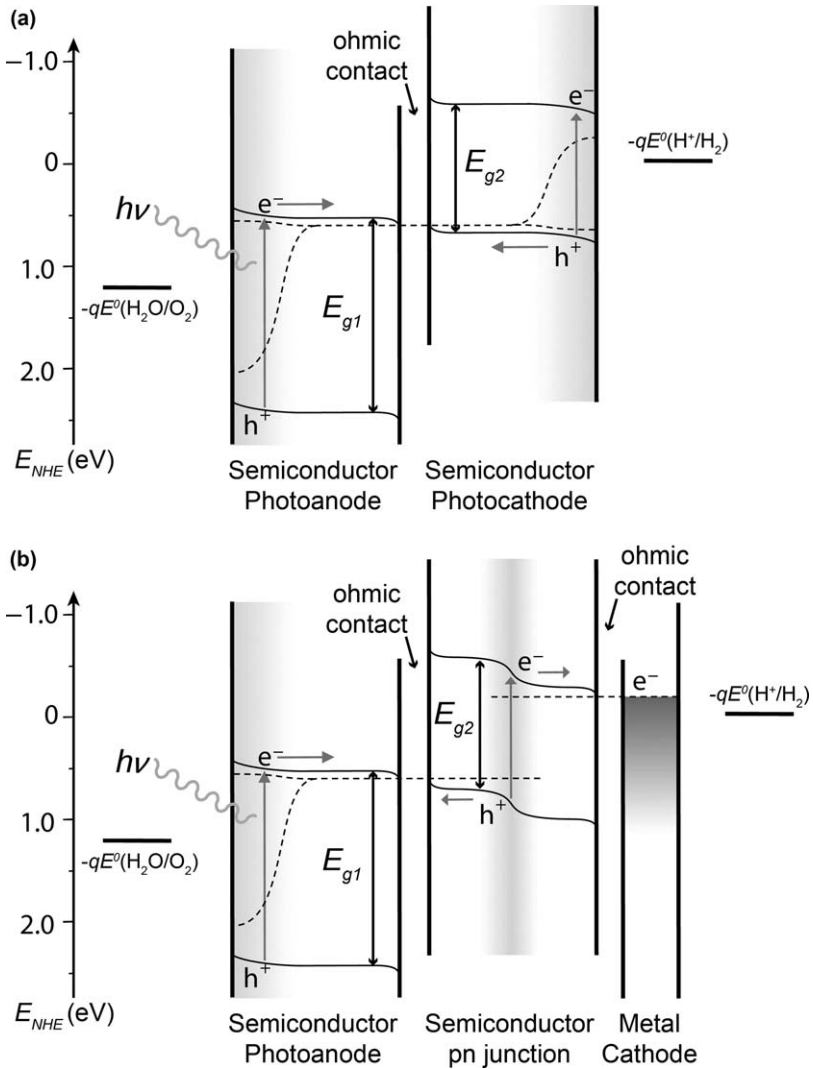 (a)
ohmic
contact
−1.0
e⁻
-qE⁰(H⁺/H₂)
0
E_g2
hν
e⁻
h⁺
1.0
-qE⁰(H₂O/O₂)
E_g1
2.0
h⁺
E_NHE (eV)
Semiconductor
Photoanode
Semiconductor
Photocathode
(b)
ohmic
contact
ohmic
contact
−1.0
e⁻
e⁻
-qE⁰(H⁺/H₂)
0
E_g2
hν
e⁻
h⁺
1.0
-qE⁰(H₂O/O₂)
E_g1
2.0
h⁺
E_NHE (eV)
Semiconductor
Photoanode
Semiconductor
pn junction
Metal
Cathode